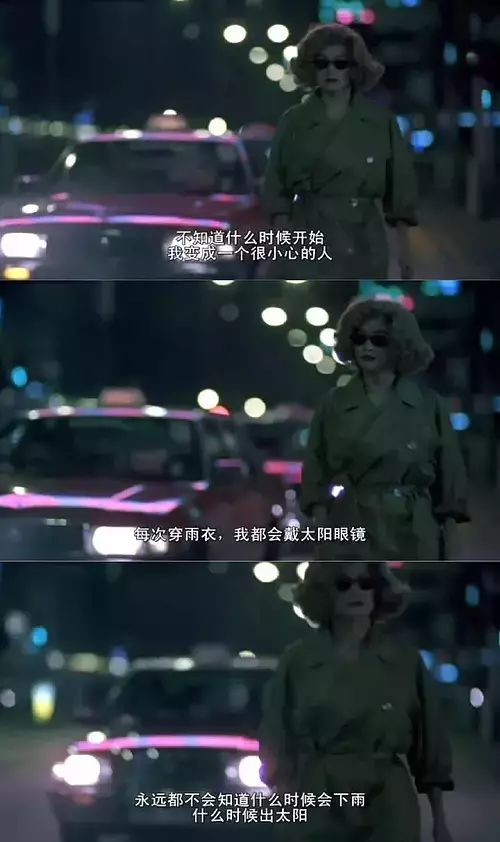 不知道什么时候开始
我变成一个很小心的人
每次穿雨衣，我都会戴太阳眼镜
永远都不会知道什么时候会下雨
什么时候出太阳